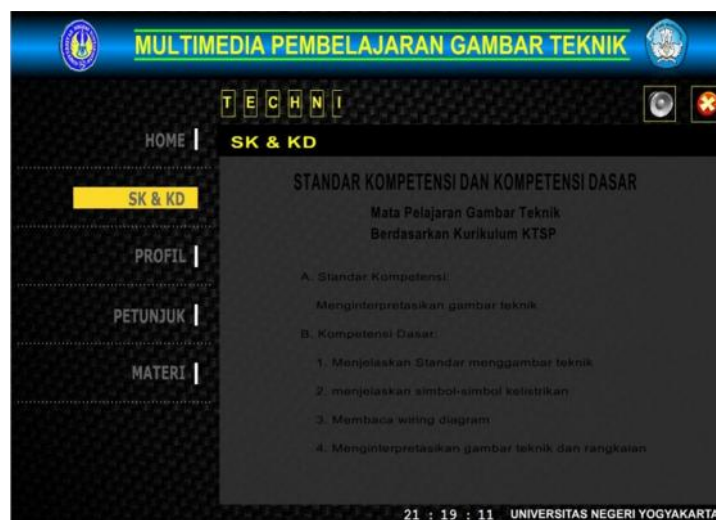 MULTIMEDIA PEMBELAJARAN GAMBAR TEKNIK
TECHNI
HOME
SK & KD
PROFIL
PETUNJUK
MATERI
SK & KD
STANDAR KOMPETENSI DAN KOMPETENSI DASAR
Mata Pelajaran Gambar Teknik
Berdasarkan Kurikulum KTSP
A. Standar Kompetensi:
Menginterpretasikan gambar teknik
B. Kompetensi Dasar:
1. Menjelaskan Standar menggambar teknik
2. menjelaskan simbol-simbol kelistrikan
3. Membaca wiring diagram
4. Menginterpretasikan gambar teknik dan rangkaian
21 : 19 : 11 UNIVERSITAS NEGERI YOGYAKARTA